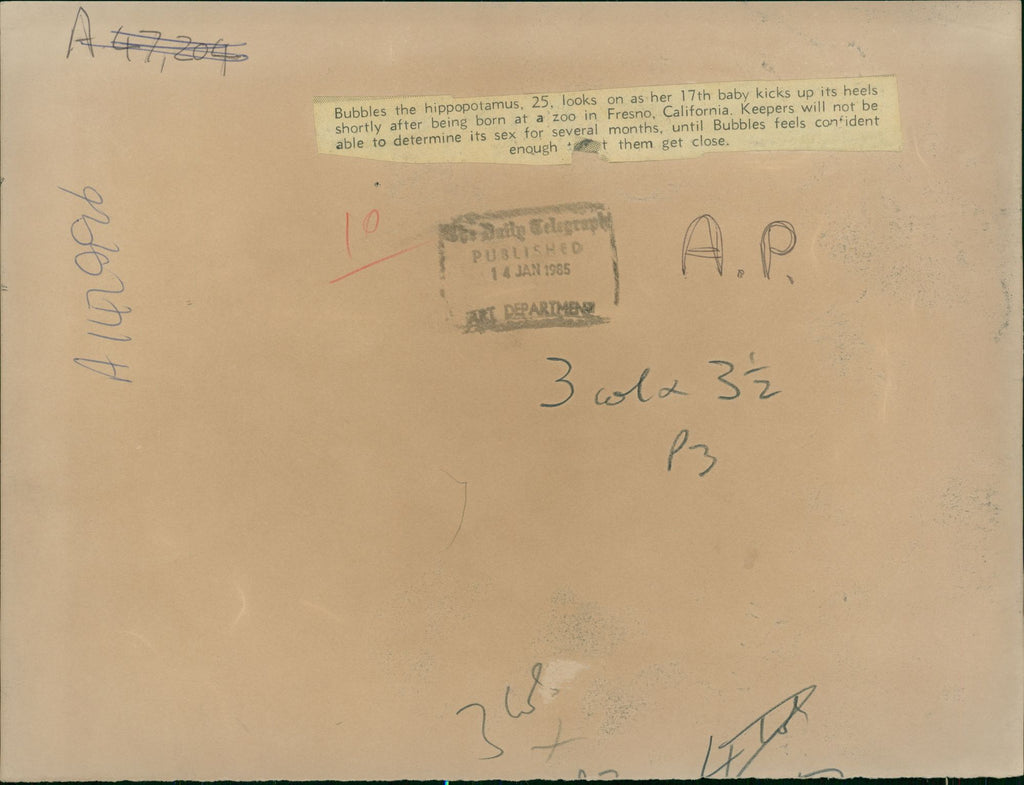 A 47,204
Bubbles the hippopotamus, 25, looks on as her 17th baby kicks up its heels
shortly after being born at a zoo in Fresno, California. Keepers will not be
able to determine its sex for several months, until Bubbles feels confident
enough them get close.
10
The Daily Telegraph
PUBLISHED
14 JAN 1985
ART DEPARTMENT
A.P.
3 col x 3½
P3
3 col